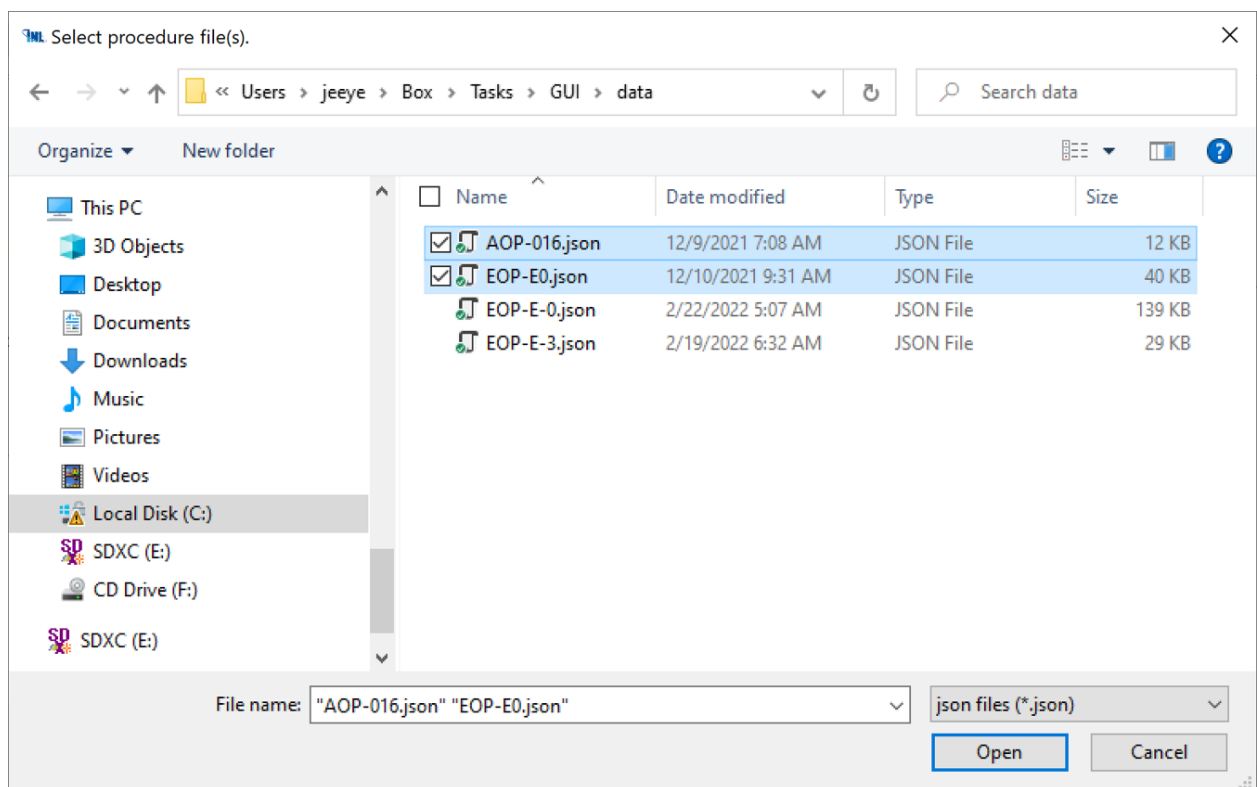 INL Select procedure file(s).
« Users › jeeye › Box › Tasks › GUI › data
Search data
Organize
New folder
?
This PC
3D Objects
Desktop
Documents
Downloads
Music
Pictures
Videos
Local Disk (C:)
SD SDXC (E:)
CD Drive (F:)
SD SDXC (E:)
Name Date modified Type Size
AOP-016.json 12/9/2021 7:08 AM JSON File 12 KB
EOP-E0.json 12/10/2021 9:31 AM JSON File 40 KB
EOP-E-0.json 2/22/2022 5:07 AM JSON File 139 KB
EOP-E-3.json 2/19/2022 6:32 AM JSON File 29 KB
File name: "AOP-016.json" "EOP-E0.json"
json files (*.json)
Open
Cancel